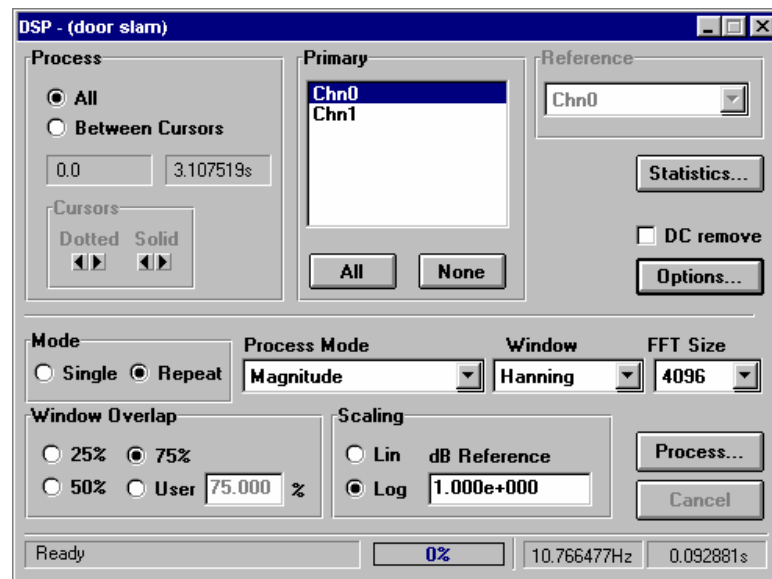 DSP - (door slam)
Process
All
Between Cursors
0.0 3.107519s
Cursors
Dotted Solid
Primary
Chn0
Chn1
All None
Reference
Chn0
Statistics...
DC remove
Options...
Mode
Single Repeat
Process Mode
Magnitude
Window
Hanning
FFT Size
4096
Window Overlap
25% 75%
50% User 75.000 %
Scaling
Lin dB Reference
Log 1.000e+000
Process...
Cancel
Ready 0% 10.766477Hz 0.092881s